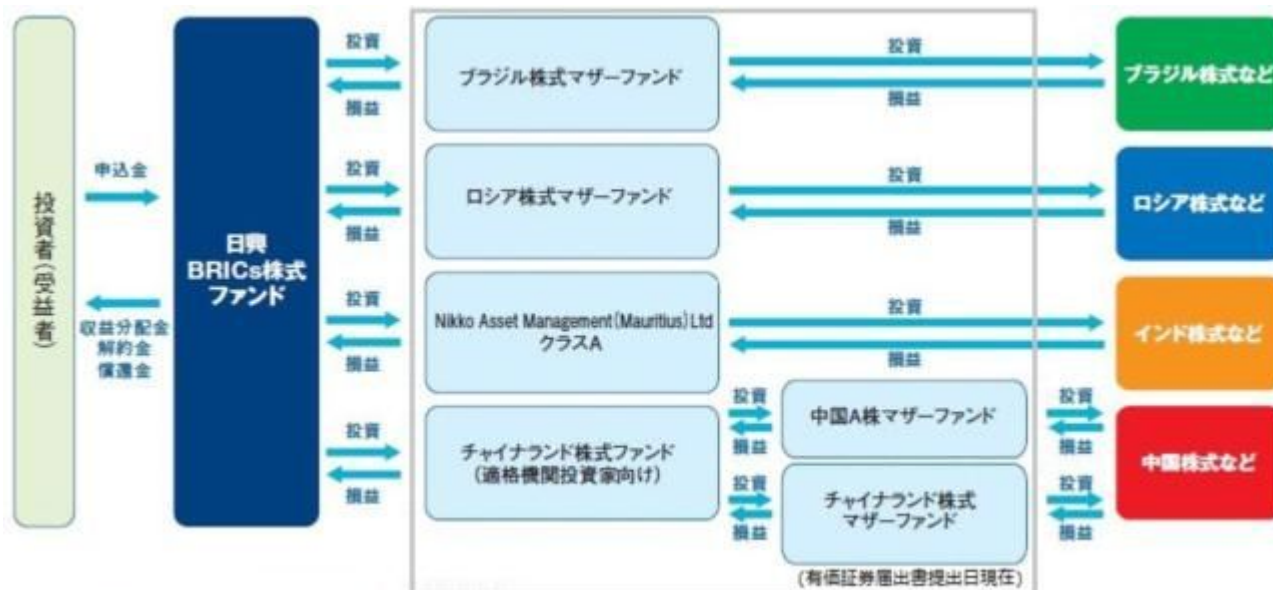 投資者(受益者)
申込金
収益分配金
解約金
償還金
日興
BRICs株式
ファンド
投資
損益
ブラジル株式マザーファンド
投資
損益
ブラジル株式など
投資
損益
ロシア株式マザーファンド
投資
損益
ロシア株式など
投資
損益
Nikko Asset Management(Mauritius)Ltd
クラスA
投資
損益
インド株式など
投資
損益
チャイナランド株式ファンド
(適格機関投資家向け)
投資
損益
中国A株マザーファンド
投資
損益
投資
損益
チャイナランド株式
マザーファンド
投資
損益
中国株式など
(有価証券届出書提出日現在)